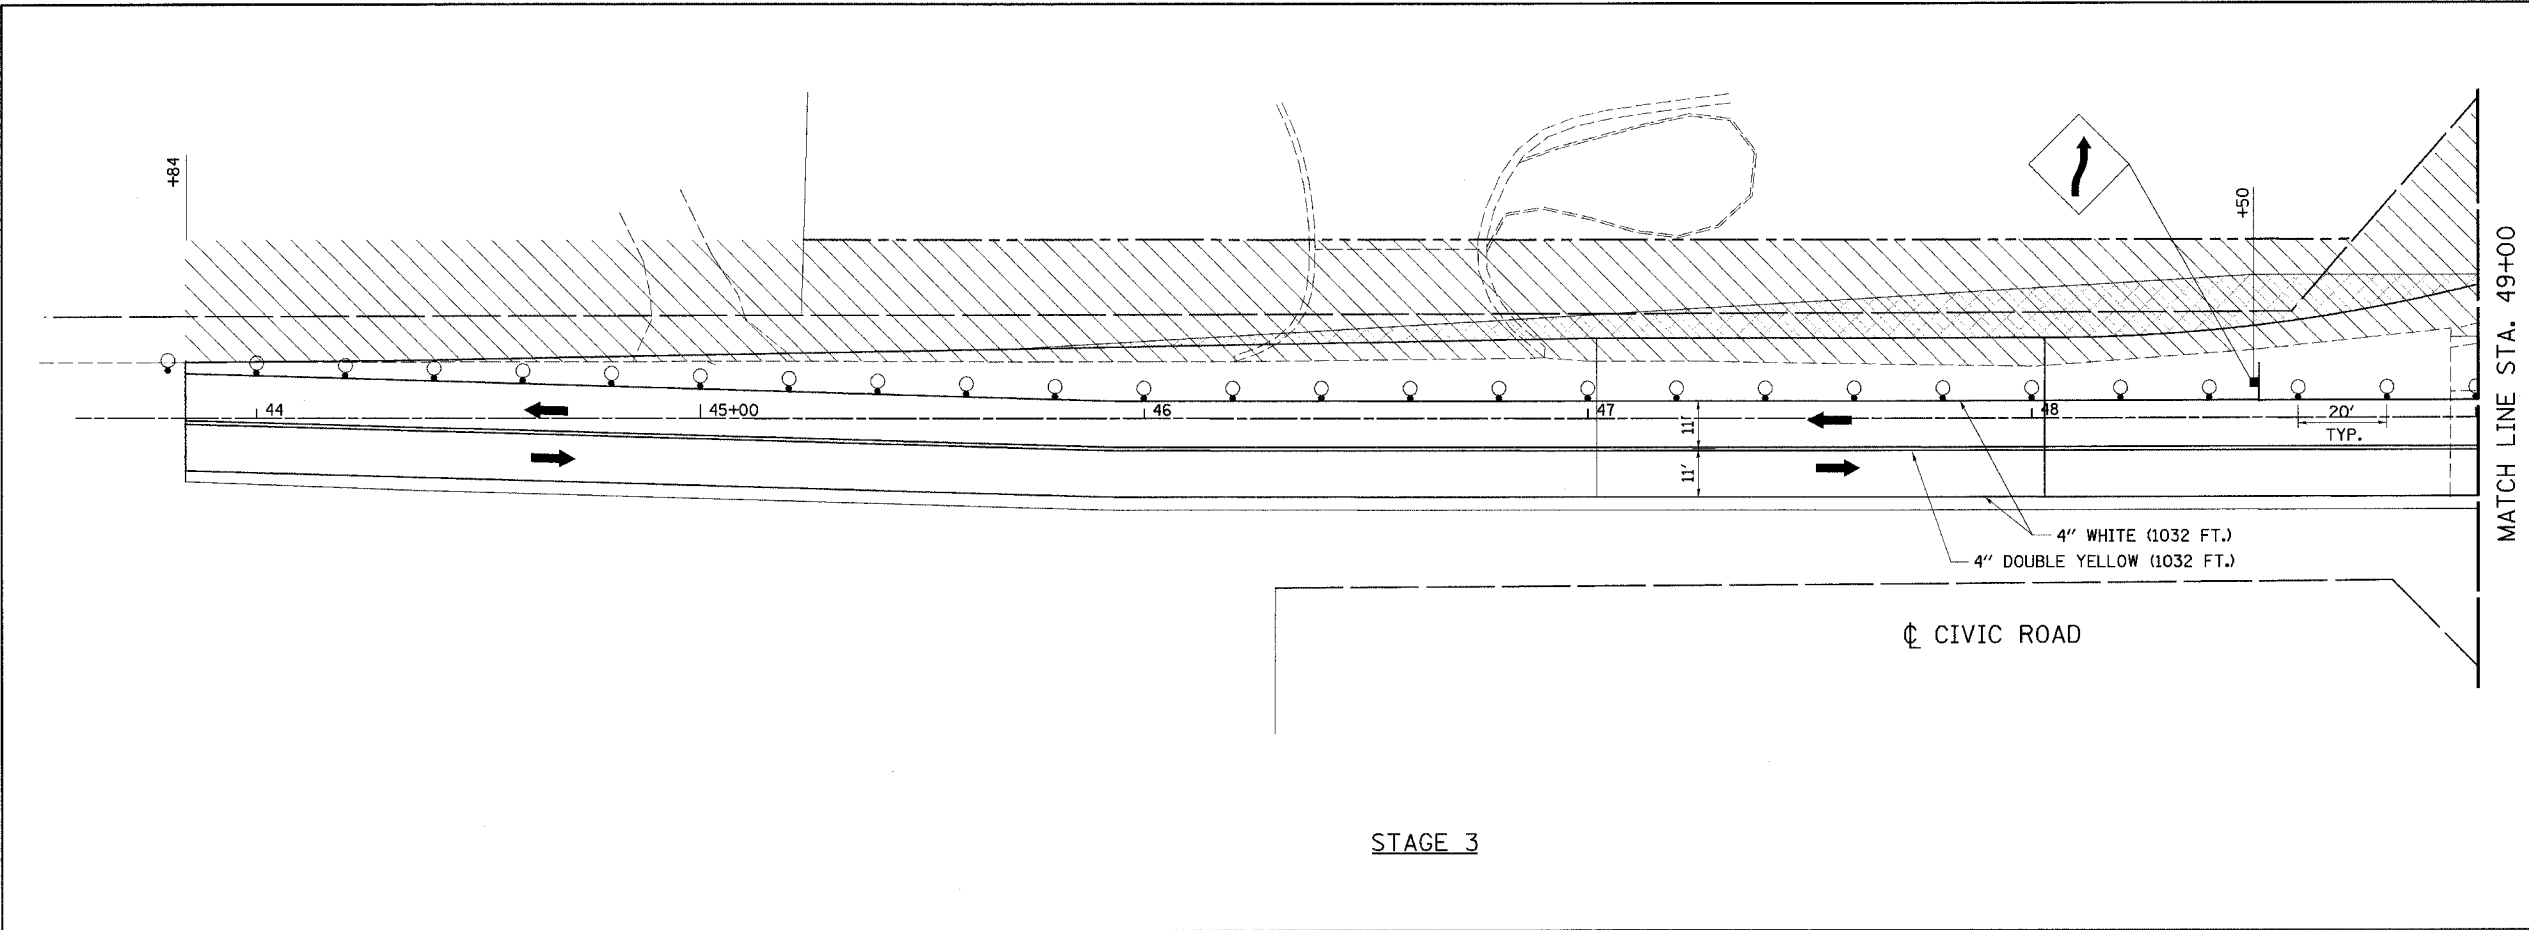 +84
+50
MATCH LINE STA. 49+00
44
45+00
46
47
48
11'
11'
20'
TYP.
4" WHITE (1032 FT.)
4" DOUBLE YELLOW (1032 FT.)
℄ CIVIC ROAD
STAGE 3